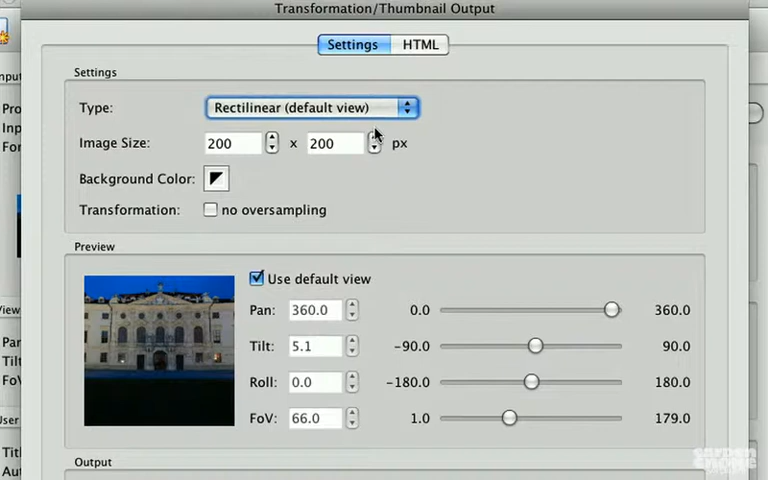 Transformation/Thumbnail Output
Settings HTML
Settings
Type: Rectilinear (default view)
Image Size: 200 x 200 px
Background Color:
Transformation: no oversampling
Preview
Use default view
Pan: 360.0 0.0 360.0
Tilt: 5.1 -90.0 90.0
Roll: 0.0 -180.0 180.0
FoV: 66.0 1.0 179.0
Output
garden gnome